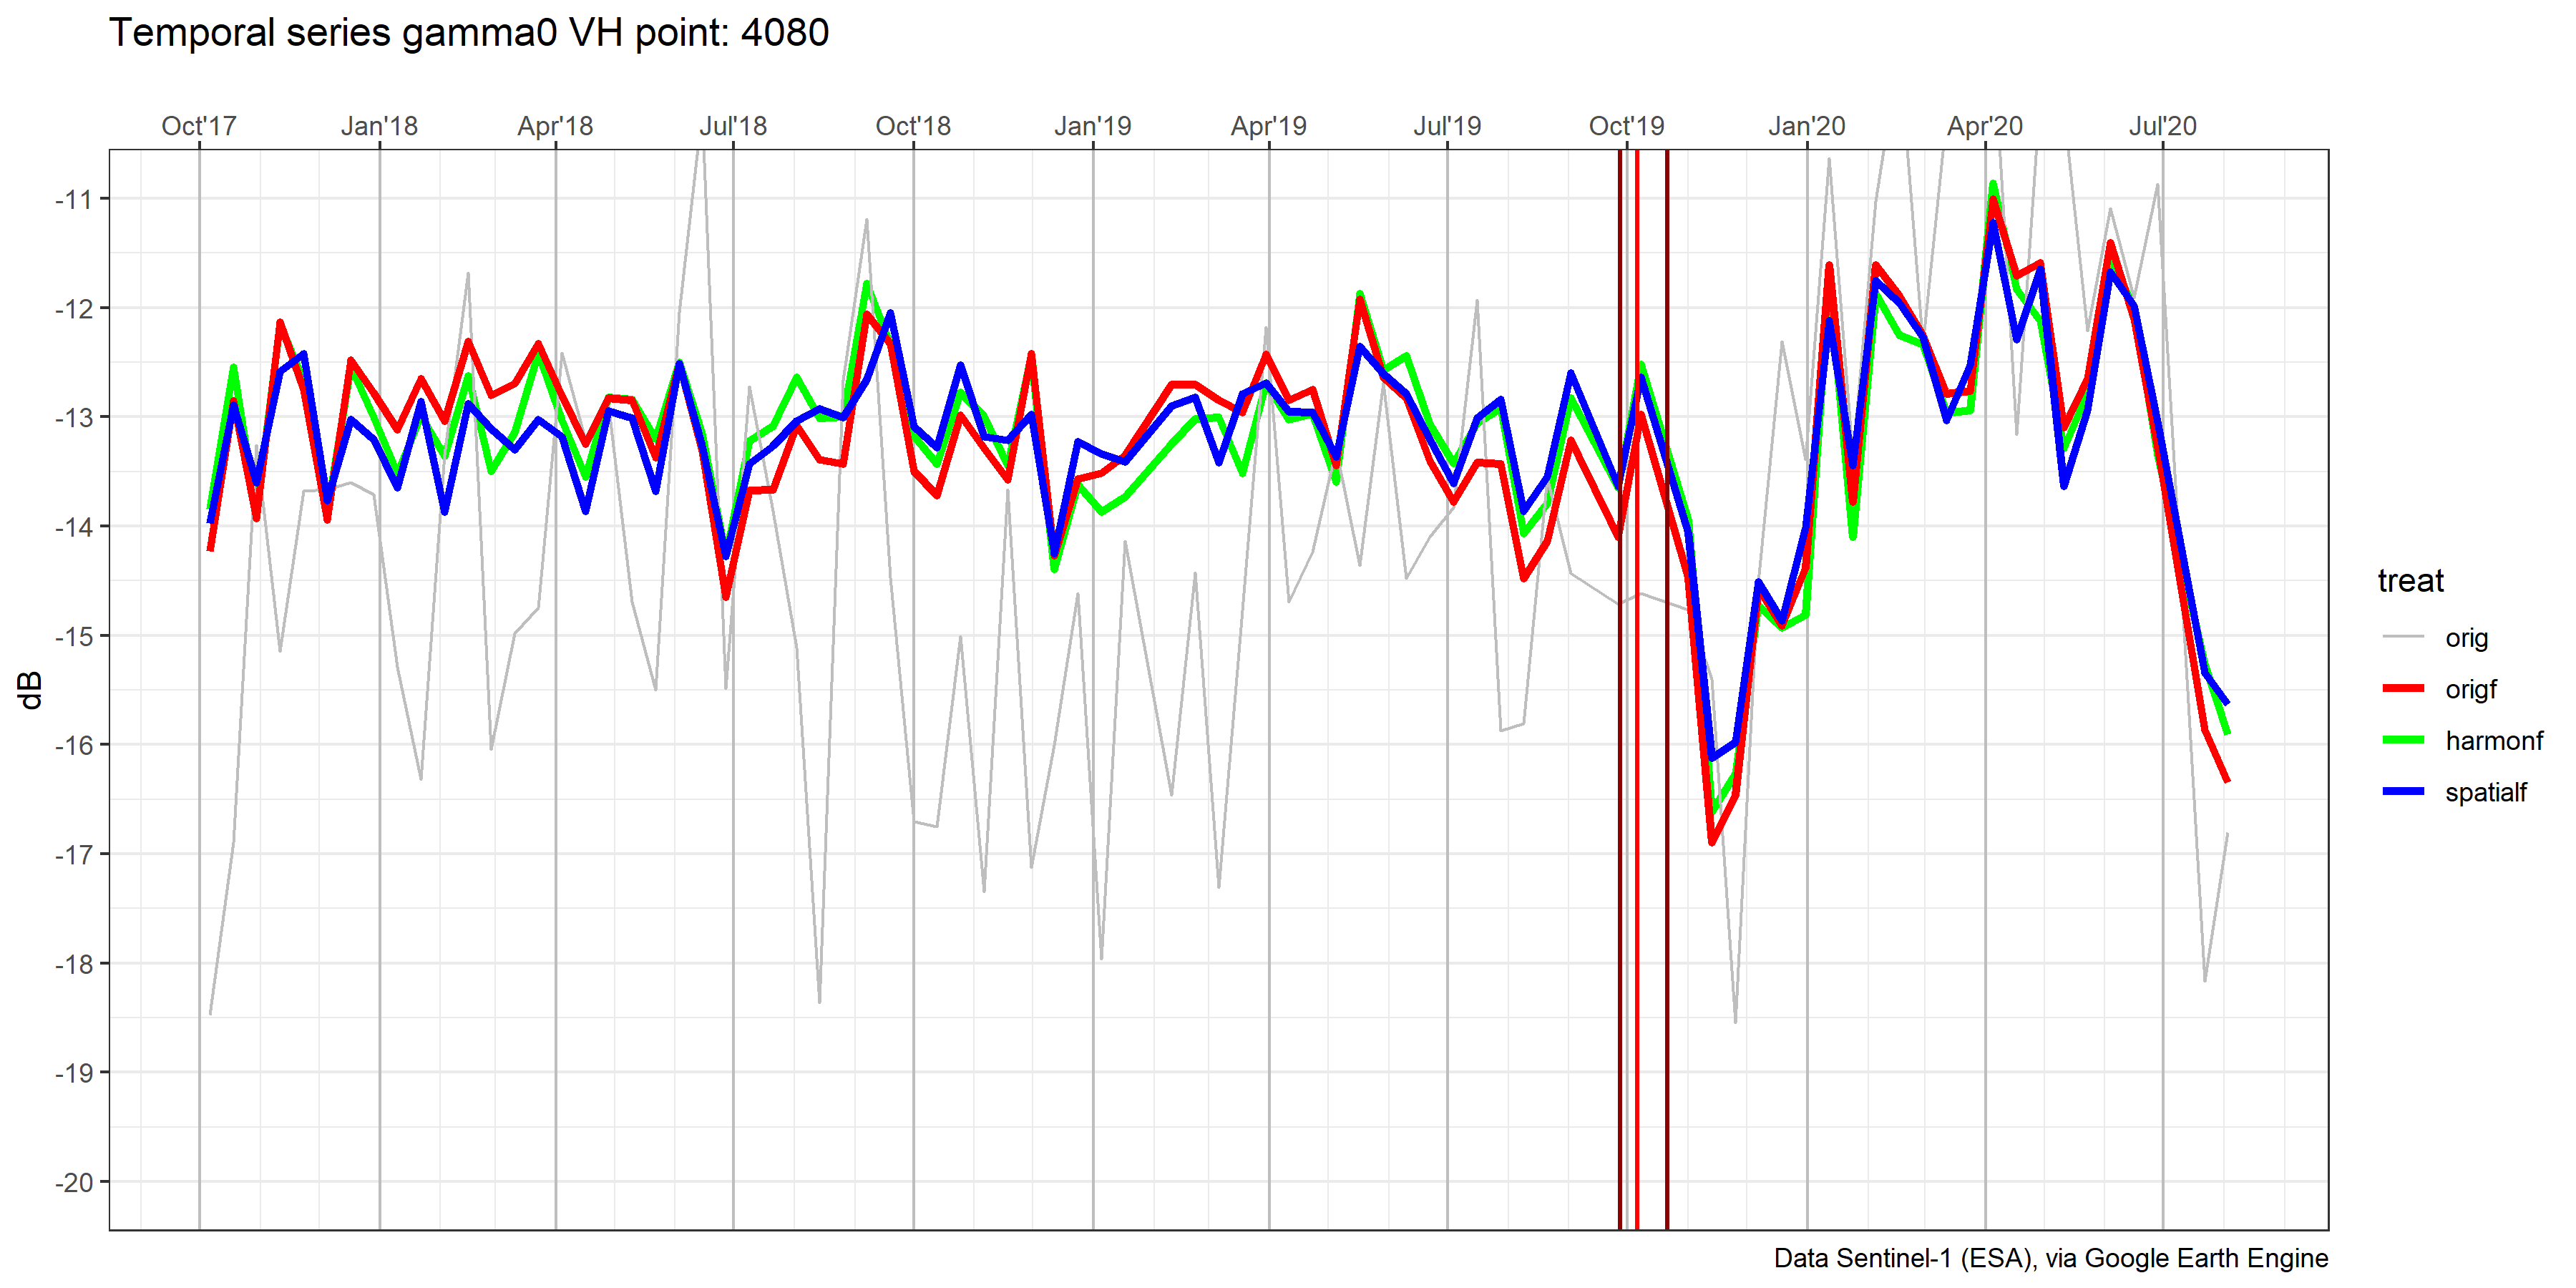 Temporal series gamma0 VH point: 4080
Oct'17 Jan'18 Apr'18 Jul'18 Oct'18 Jan'19 Apr'19 Jul'19 Oct'19 Jan'20 Apr'20 Jul'20
-11
-12
-13
-14
-15
-16
-17
-18
-19
-20
dB
treat
orig
origf
harmonf
spatialf
Data Sentinel-1 (ESA), via Google Earth Engine